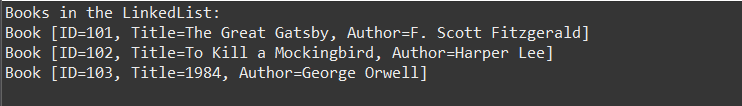 Books in the LinkedList:
Book [ID=101, Title=The Great Gatsby, Author=F. Scott Fitzgerald]
Book [ID=102, Title=To Kill a Mockingbird, Author=Harper Lee]
Book [ID=103, Title=1984, Author=George Orwell]